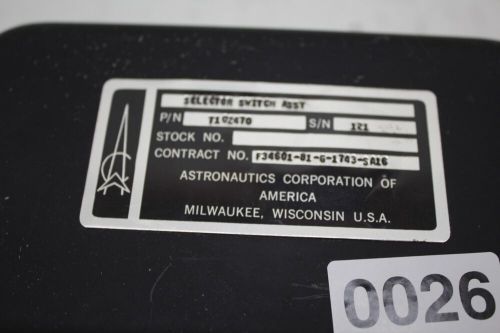 SELECTOR SWITCH ASSY
P/N T102470 S/N 121
STOCK NO.
CONTRACT NO. F34601-81-G-1743-SA16
ASTRONAUTICS CORPORATION OF
AMERICA
MILWAUKEE, WISCONSIN U.S.A.
0026